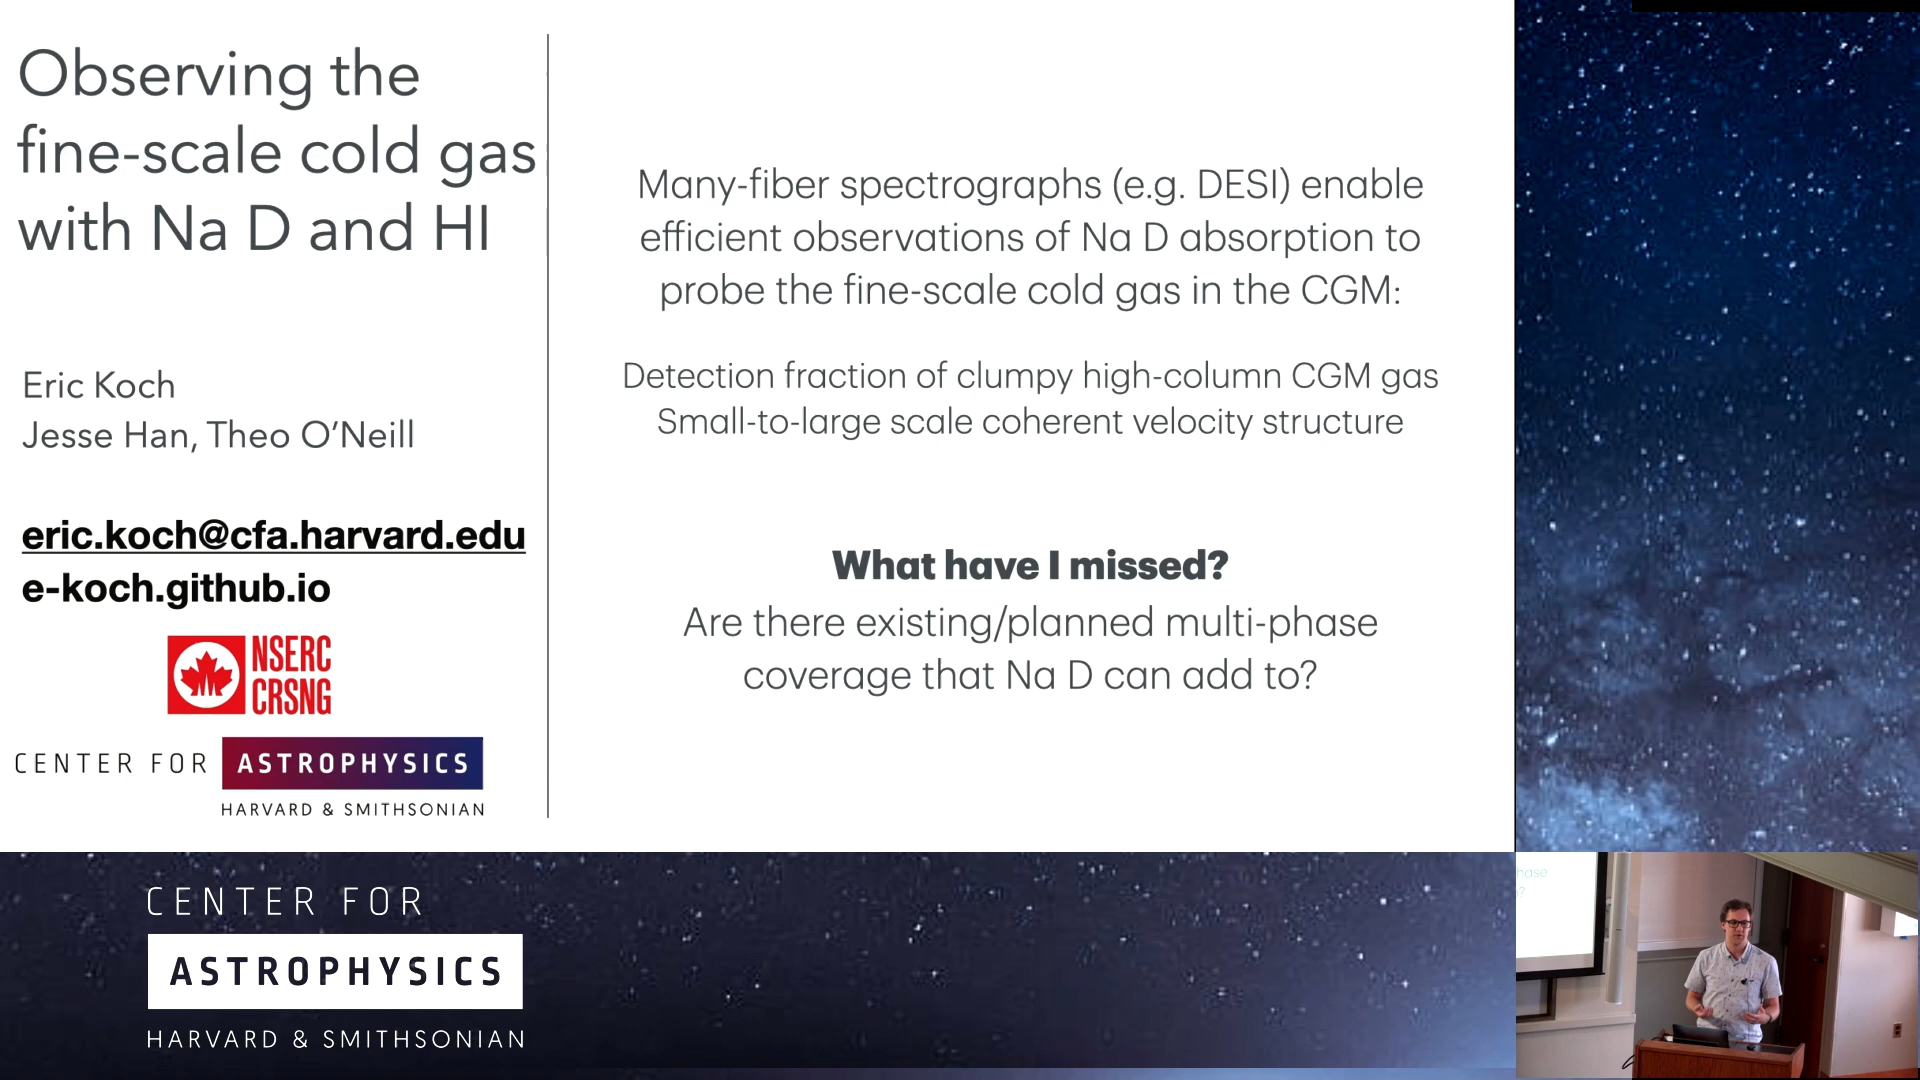 Observing the
fine-scale cold gas
with Na D and HI
Eric Koch
Jesse Han, Theo O'Neill
eric.koch@cfa.harvard.edu
e-koch.github.io
NSERC
CRSNG
CENTER FOR ASTROPHYSICS
HARVARD & SMITHSONIAN
Many-fiber spectrographs (e.g. DESI) enable
efficient observations of Na D absorption to
probe the fine-scale cold gas in the CGM:
Detection fraction of clumpy high-column CGM gas
Small-to-large scale coherent velocity structure
What have I missed?
Are there existing/planned multi-phase
coverage that Na D can add to?
CENTER FOR
ASTROPHYSICS
HARVARD & SMITHSONIAN
hase
?